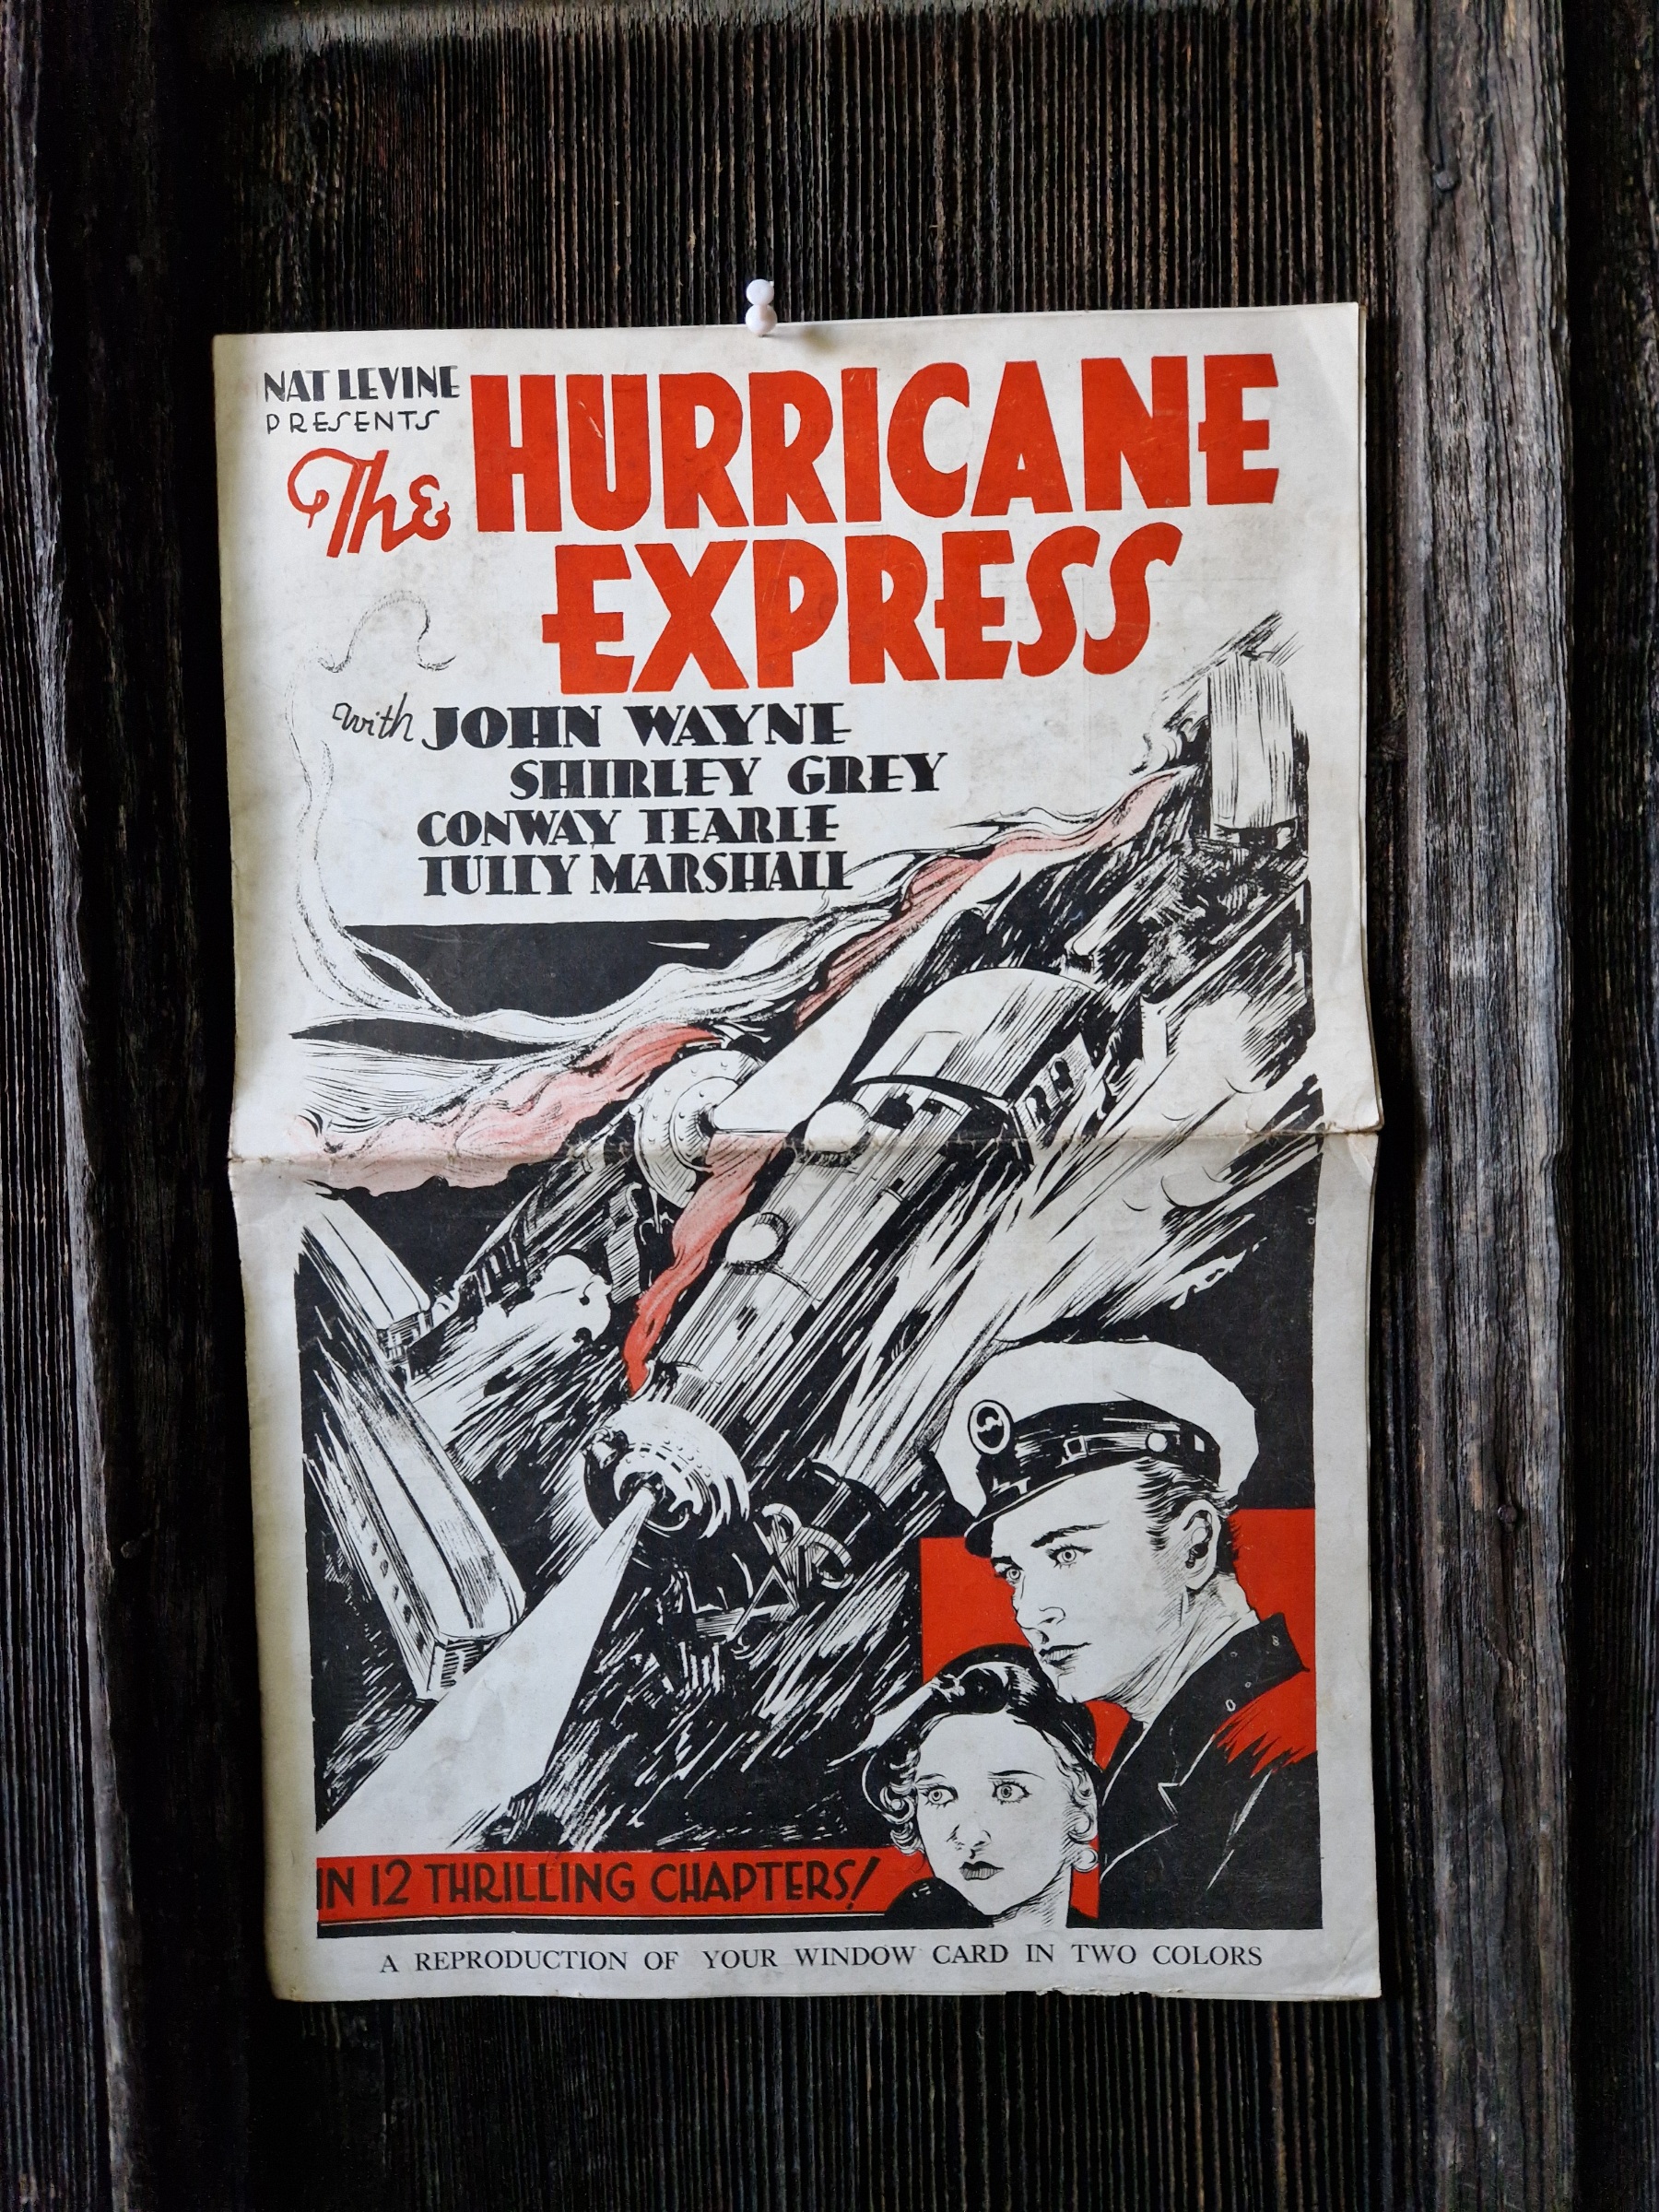 NAT LEVINE
PRESENTS
The HURRICANE
EXPRESS
with JOHN WAYNE
SHIRLEY GREY
CONWAY TEARLE
TULLY MARSHALL
IN 12 THRILLING CHAPTERS!
A REPRODUCTION OF YOUR WINDOW CARD IN TWO COLORS